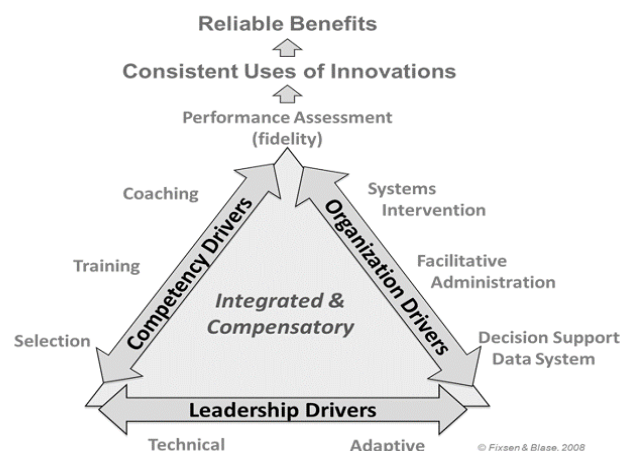 Reliable Benefits
Consistent Uses of Innovations
Performance Assessment
(fidelity)
Coaching
Training
Selection
Competency Drivers
Integrated &
Compensatory
Organization Drivers
Systems
Intervention
Facilitative
Administration
Decision Support
Data System
Leadership Drivers
Technical
Adaptive
© Fixsen & Blase, 2008